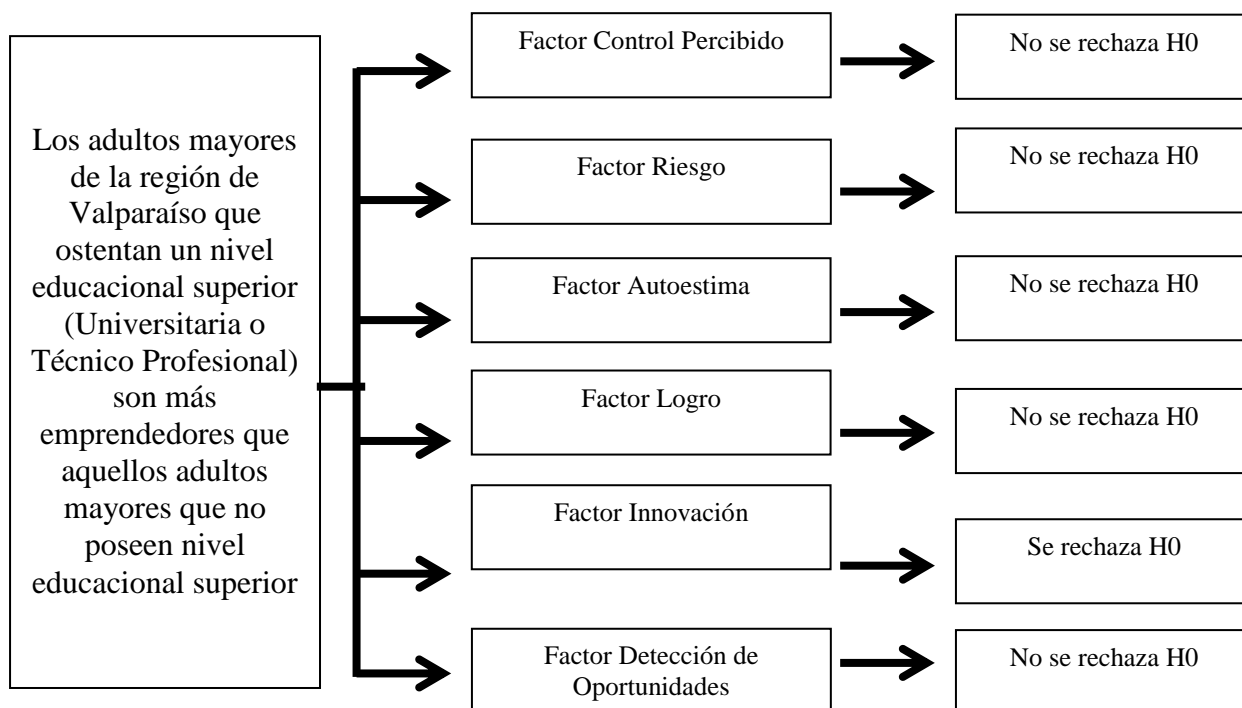 Los adultos mayores
de la región de
Valparaíso que
ostentan un nivel
educacional superior
(Universitaria o
Técnico Profesional)
son más
emprendedores que
aquellos adultos
mayores que no
poseen nivel
educacional superior
Factor Control Percibido
No se rechaza H0
Factor Riesgo
No se rechaza H0
Factor Autoestima
No se rechaza H0
Factor Logro
No se rechaza H0
Factor Innovación
Se rechaza H0
Factor Detección de
Oportunidades
No se rechaza H0